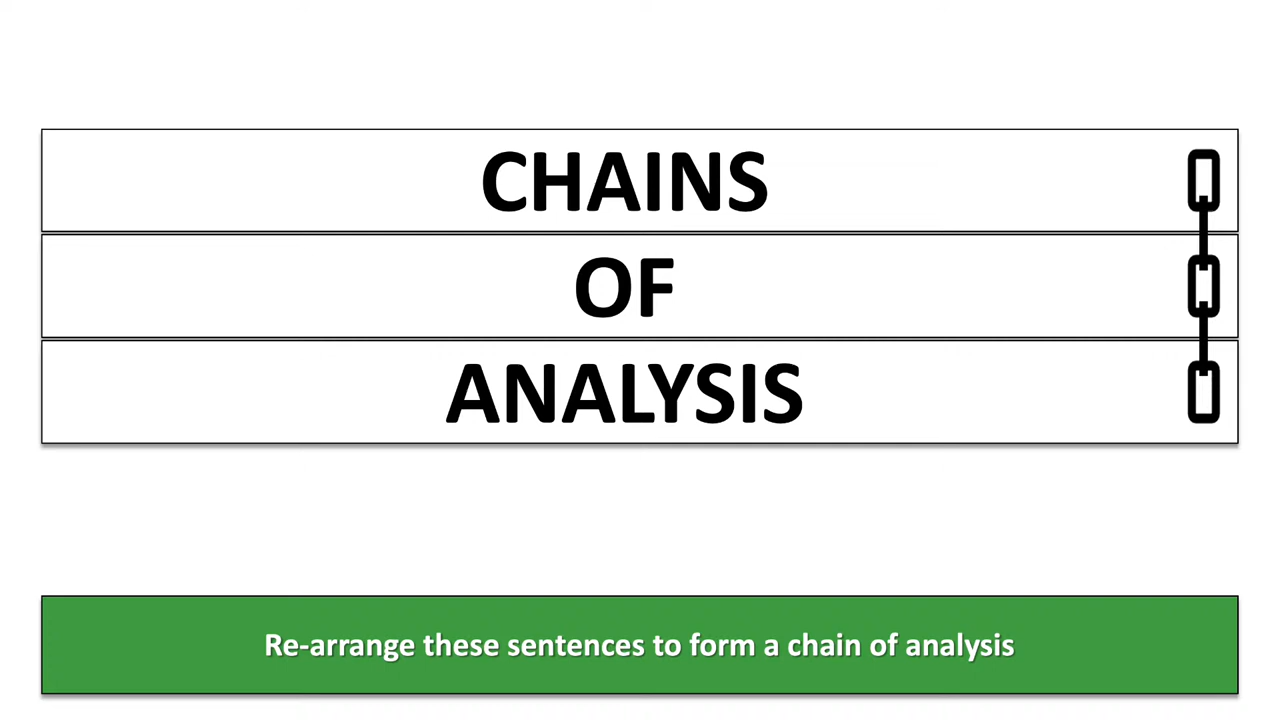 CHAINS
OF
ANALYSIS
Re-arrange these sentences to form a chain of analysis